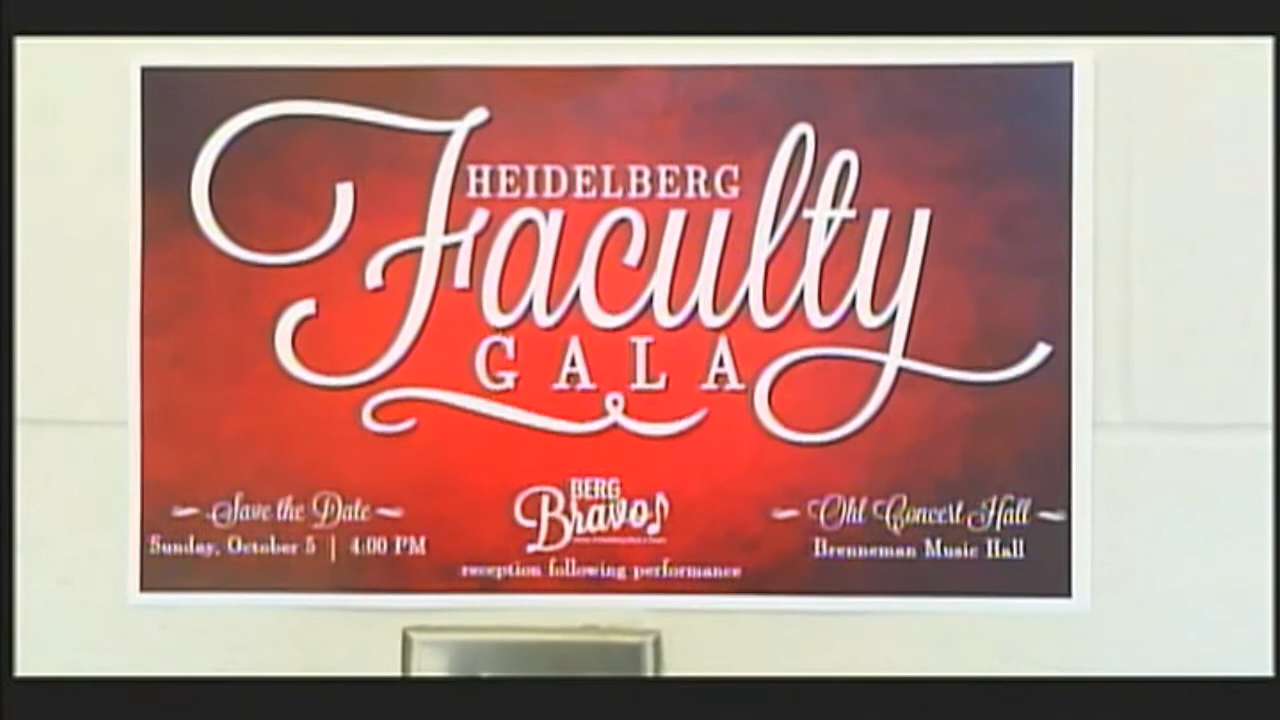 HEIDELBERG
Faculty
GALA
Save the Date
Sunday, October 5 | 4:00 PM
BERG
Bravo
reception following performance
Ohl Concert Hall
Brenneman Music Hall